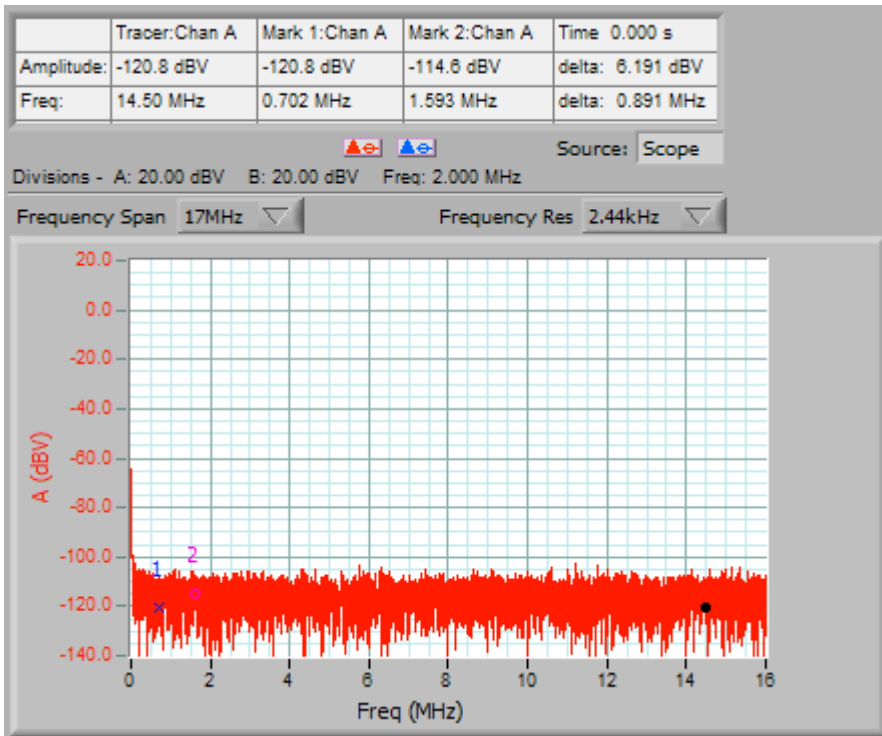 Tracer:Chan A Mark 1:Chan A Mark 2:Chan A Time 0.000 s
Amplitude: -120.8 dBV -120.8 dBV -114.6 dBV delta: 6.191 dBV
Freq: 14.50 MHz 0.702 MHz 1.593 MHz delta: 0.891 MHz
Source: Scope
Divisions - A: 20.00 dBV B: 20.00 dBV Freq: 2.000 MHz
Frequency Span 17MHz Frequency Res 2.44kHz
20.0
0.0
-20.0
-40.0
-60.0
-80.0
-100.0
-120.0
-140.0
A (dBV)
1
2
0 2 4 6 8 10 12 14 16
Freq (MHz)